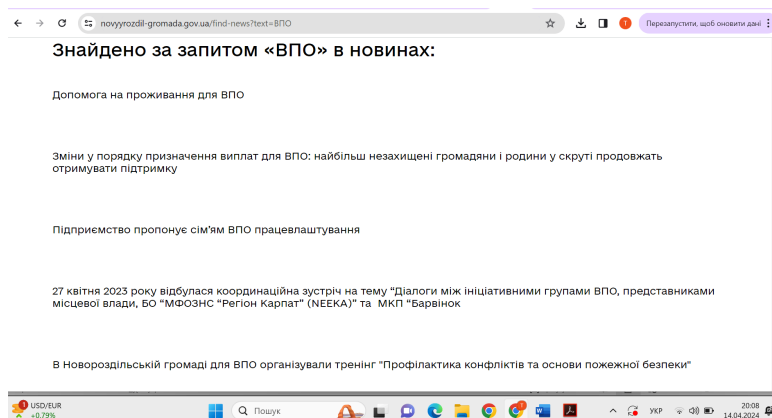 novyyrozdil-gromada.gov.ua/find-news?text=ВПО
Перезапустити, щоб оновити дані
Знайдено за запитом «ВПО» в новинах:
Допомога на проживання для ВПО
Зміни у порядку призначення виплат для ВПО: найбільш незахищені громадяни і родини у скруті продовжать
отримувати підтримку
Підприємство пропонує сім’ям ВПО працевлаштування
27 квітня 2023 року відбулася координаційна зустріч на тему “Діалоги між ініціативними групами ВПО, представниками
місцевої влади, БО “МФОЗНС “Регіон Карпат” (NEEKA)” та МКП “Барвінок
В Новороздільській громаді для ВПО організували тренінг "Профілактика конфліктів та основи пожежної безпеки"
USD/EUR
+0.79%
Пошук
УКР
20:08
14.04.2024